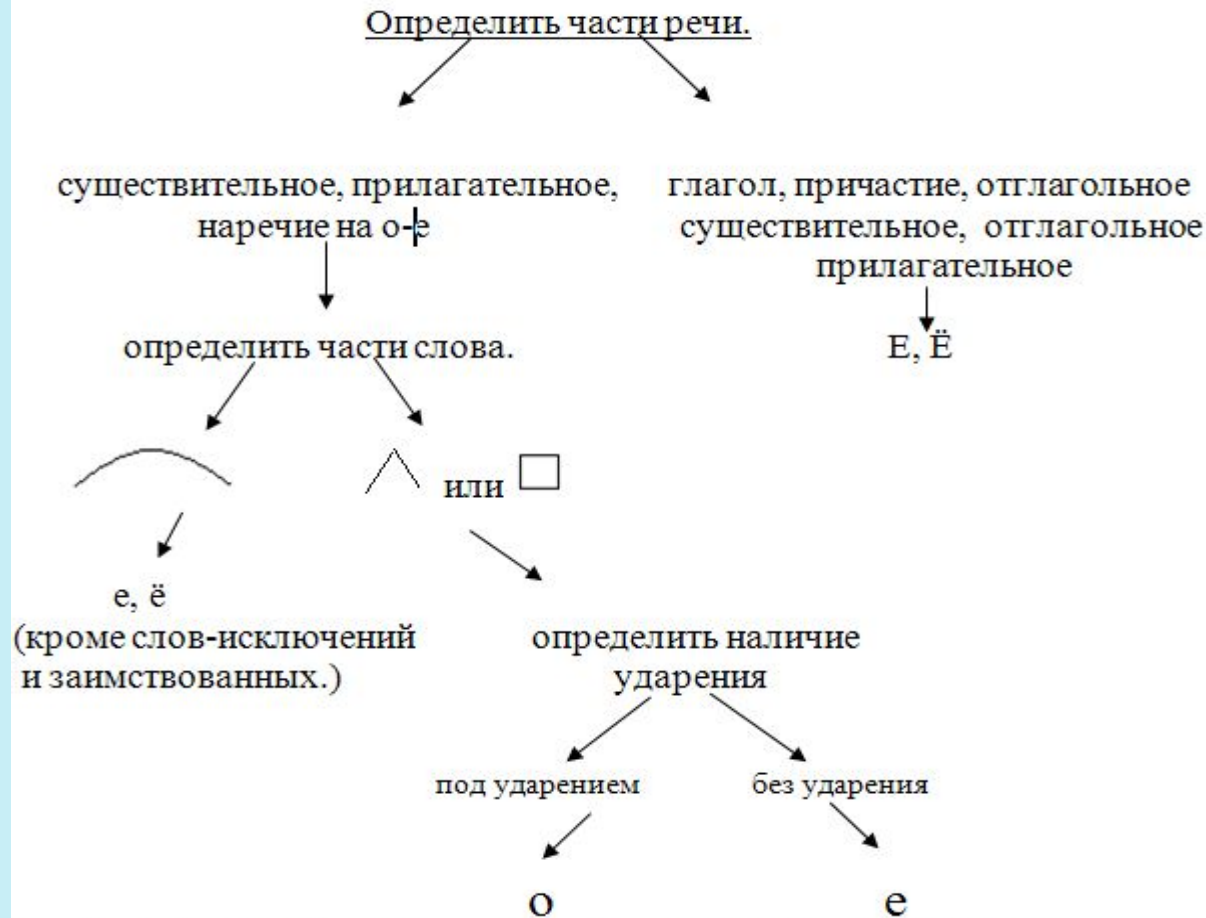 Определить части речи.
существительное, прилагательное,
наречие на о-е
глагол, причастие, отглагольное
существительное, отглагольное
прилагательное
Е, Ё
определить части слова.
или
е, ё
(кроме слов-исключений
и заимствованных.)
определить наличие
ударения
под ударением
без ударения
о
е